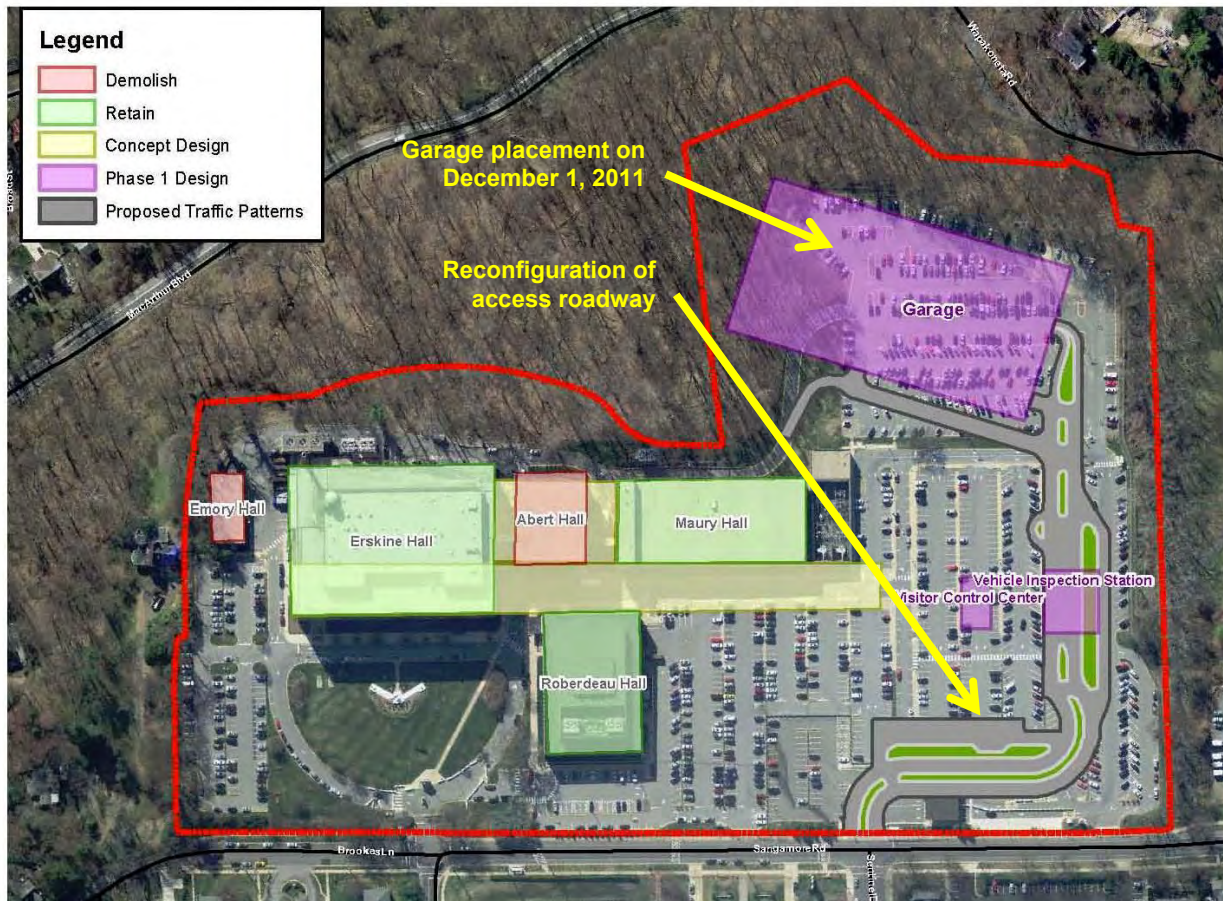 Legend
Demolish
Retain
Concept Design
Phase 1 Design
Proposed Traffic Patterns
Wapakoneta Rd
MacArthur Blvd
Garage placement on
December 1, 2011
Reconfiguration of
access roadway
Garage
Emory Hall
Erskine Hall
Abert Hall
Maury Hall
Vehicle Inspection Station
Visitor Control Center
Roberdeau Hall
Brookes Ln
Sangamore Rd